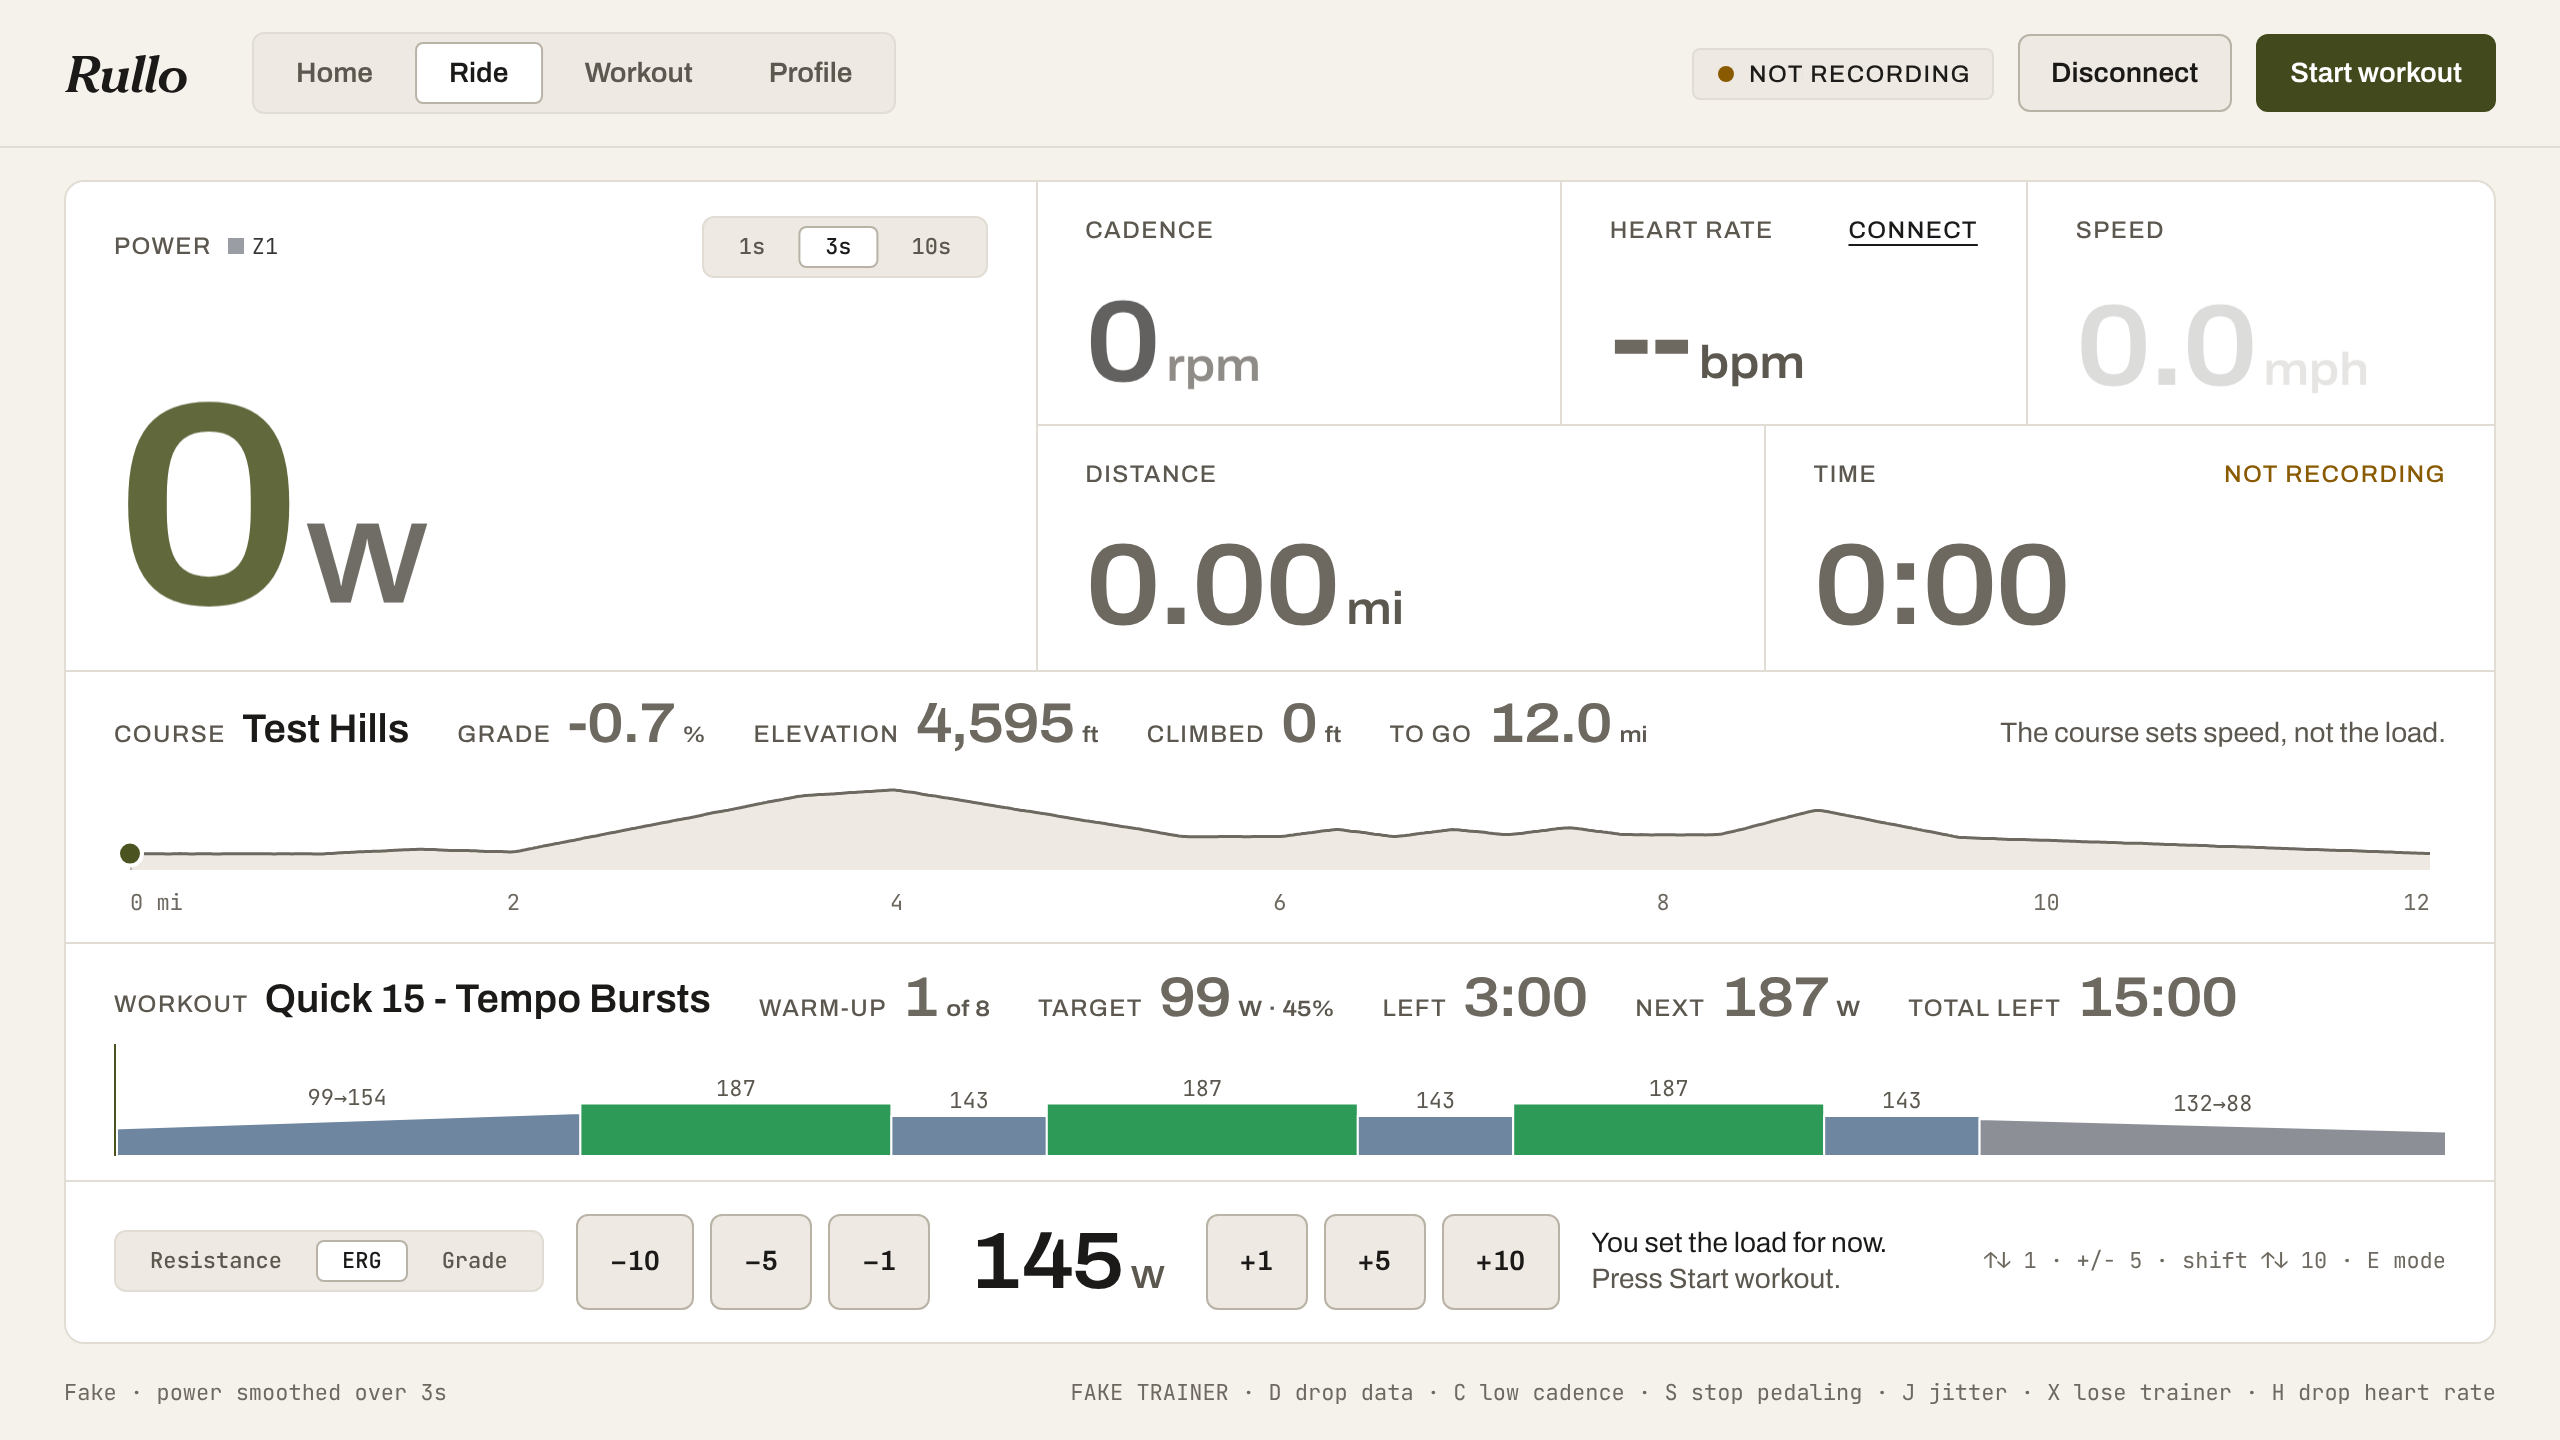 Rullo
Home
Ride
Workout
Profile
NOT RECORDING
Disconnect
Start workout
POWER
Z1
1s
3s
10s
0 W
CADENCE
0 rpm
HEART RATE
CONNECT
-- bpm
SPEED
0.0 mph
DISTANCE
0.00 mi
TIME
NOT RECORDING
0:00
COURSE Test Hills GRADE -0.7 % ELEVATION 4,595 ft CLIMBED 0 ft TO GO 12.0 mi The course sets speed, not the load.
0 mi 2 4 6 8 10 12
WORKOUT Quick 15 - Tempo Bursts WARM-UP 1 of 8 TARGET 99 W · 45% LEFT 3:00 NEXT 187 W TOTAL LEFT 15:00
99→154 187 143 187 143 187 143 132→88
Resistance ERG Grade
−10 −5 −1 145 W +1 +5 +10
You set the load for now.
Press Start workout.
↑↓ 1 · +/- 5 · shift ↑↓ 10 · E mode
Fake · power smoothed over 3s
FAKE TRAINER · D drop data · C low cadence · S stop pedaling · J jitter · X lose trainer · H drop heart rate